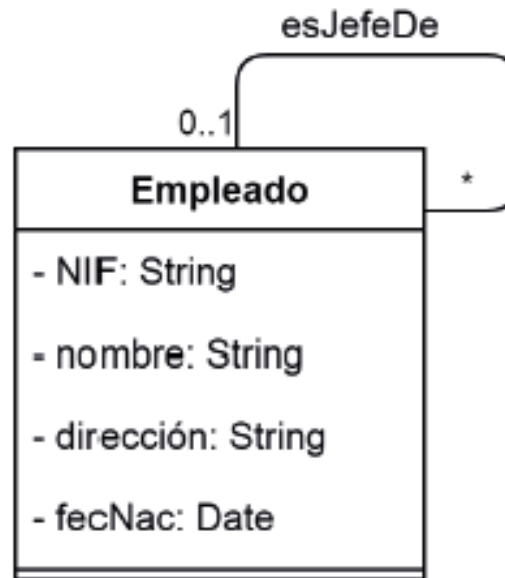 esJefeDe
0..1
*
Empleado
- NIF: String
- nombre: String
- dirección: String
- fecNac: Date